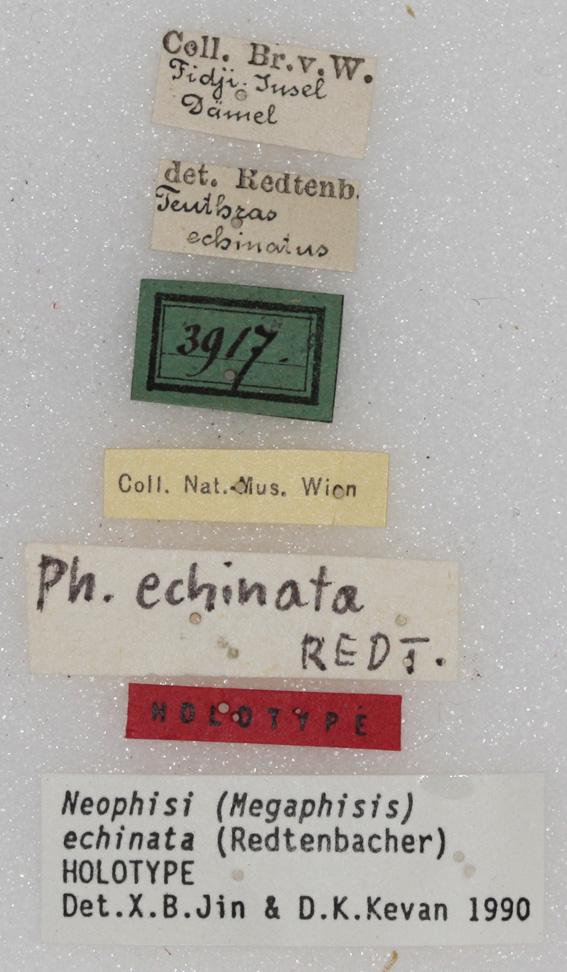 Coll. Br. v. W.
Fidji. Insel
Dämel
det. Redtenb.
Teuthras
echinatus
3917.
Coll. Nat.-Mus. Wien
Ph. echinata
REDT.
HOLOTYPE
Neophisi (Megaphisis)
echinata (Redtenbacher)
HOLOTYPE
Det.X.B.Jin & D.K.Kevan 1990